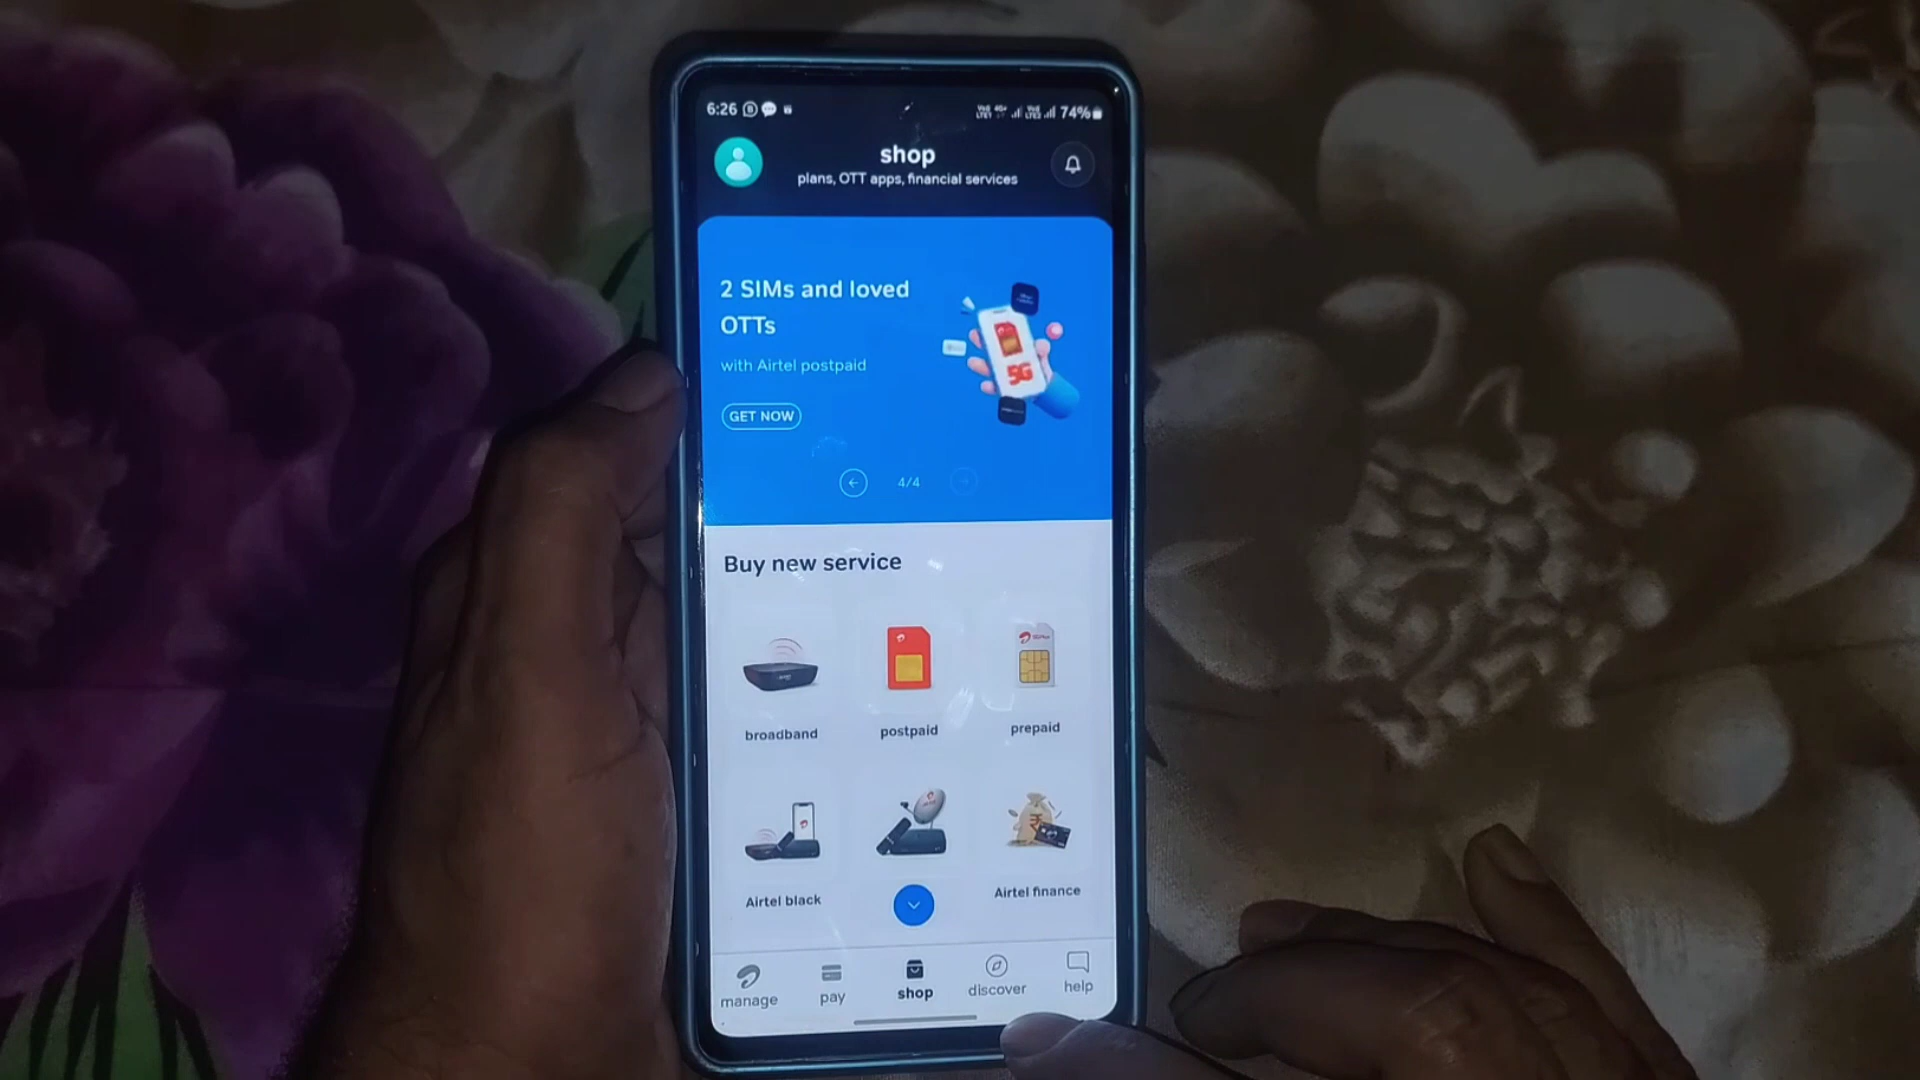 6:26
74%
shop
plans, OTT apps, financial services
2 SIMs and loved
OTTs
with Airtel postpaid
GET NOW
4/4
Buy new service
broadband
postpaid
prepaid
5G
Airtel black
Airtel finance
manage
pay
shop
discover
help